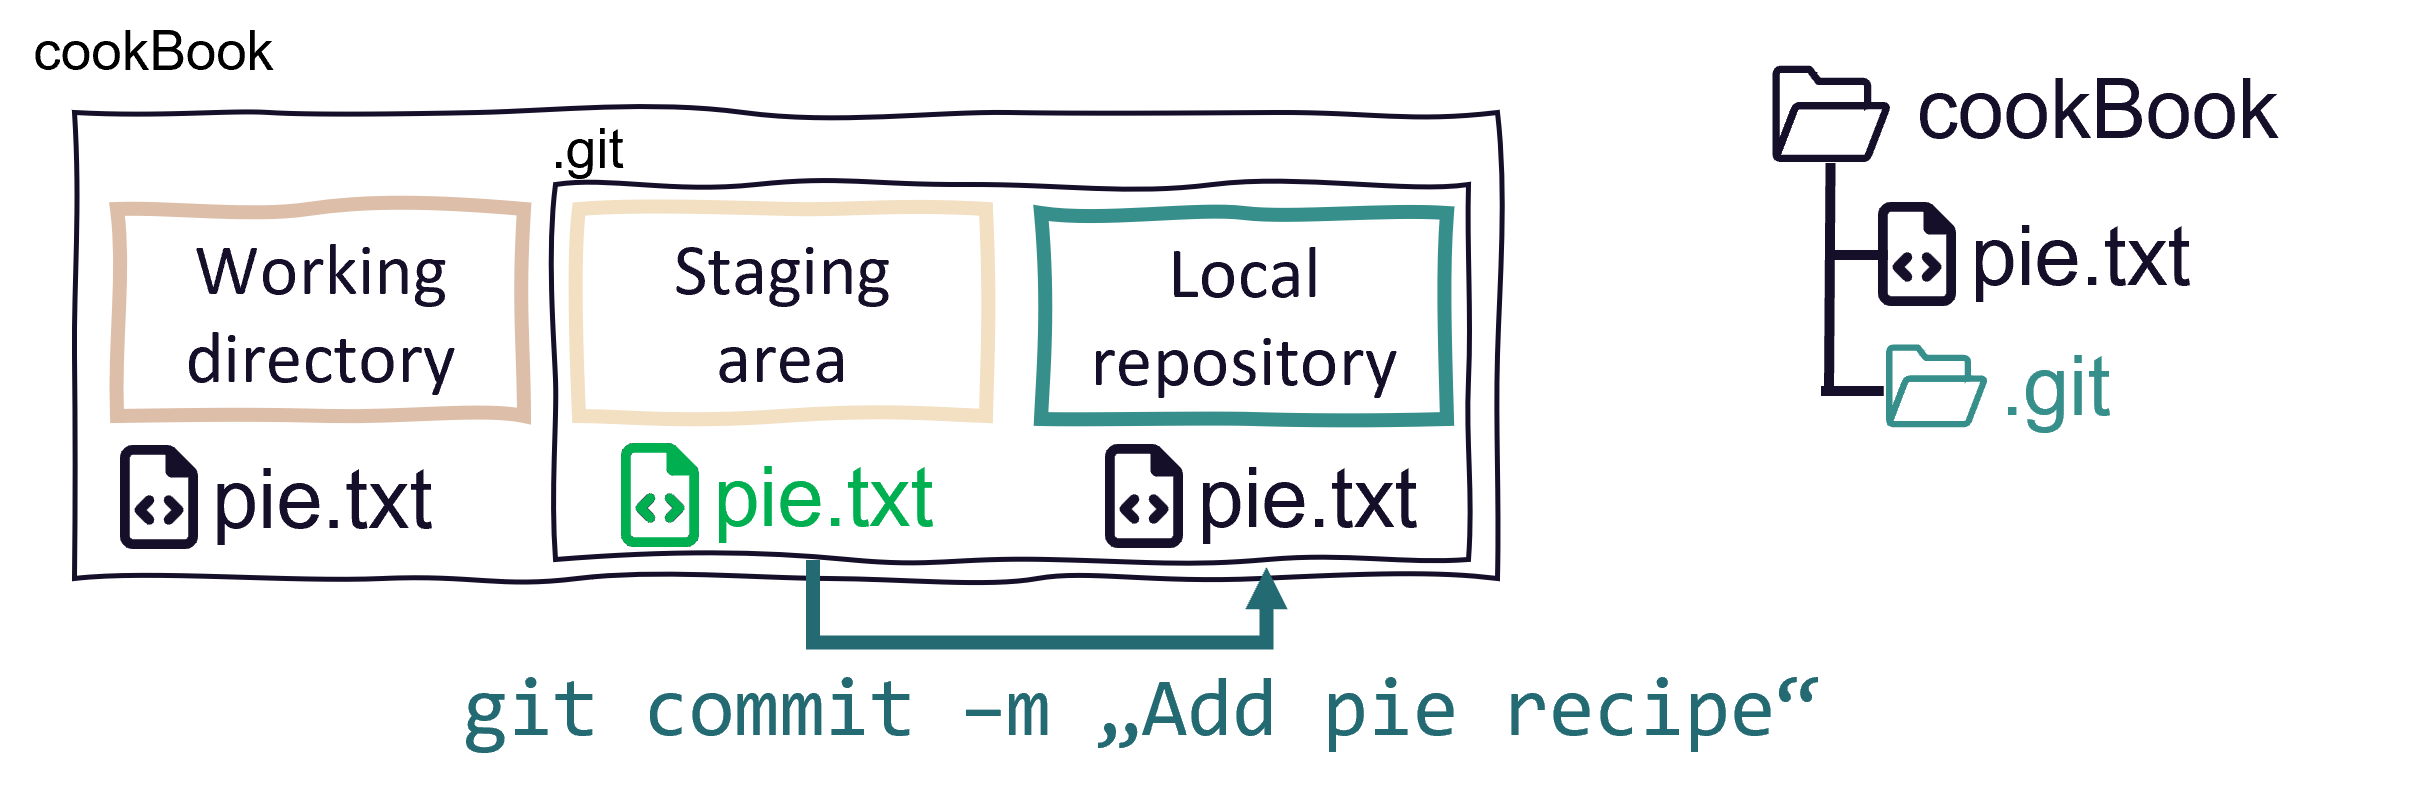 cookBook
.git
Working
directory
Staging
area
Local
repository
pie.txt
pie.txt
pie.txt
git commit –m „Add pie recipe“
cookBook
pie.txt
.git